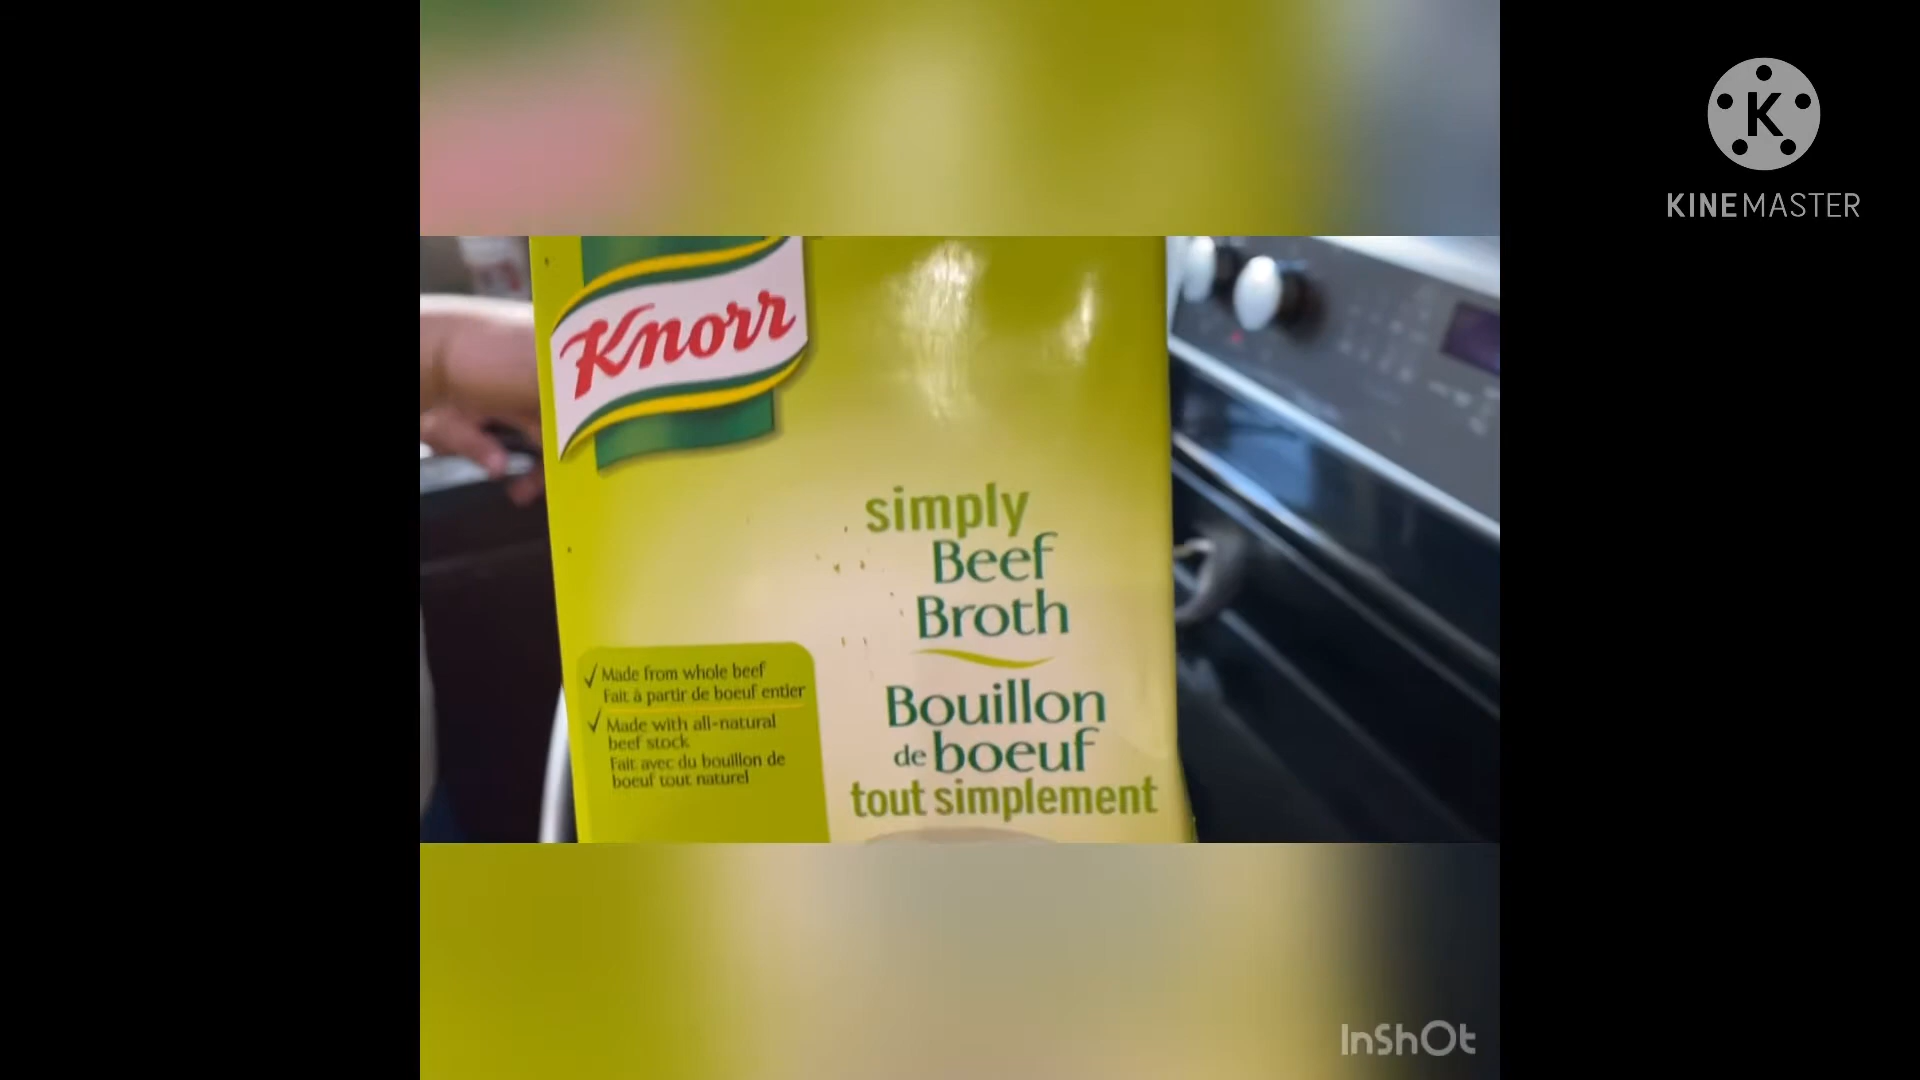 K
KINEMASTER
Knorr
simply
Beef
Broth
Bouillon
de boeuf
tout simplement
Made from whole beef
Fait à partir de boeuf entier
Made with all-natural
beef stock
Fait avec du bouillon de
boeuf tout naturel
InShOt